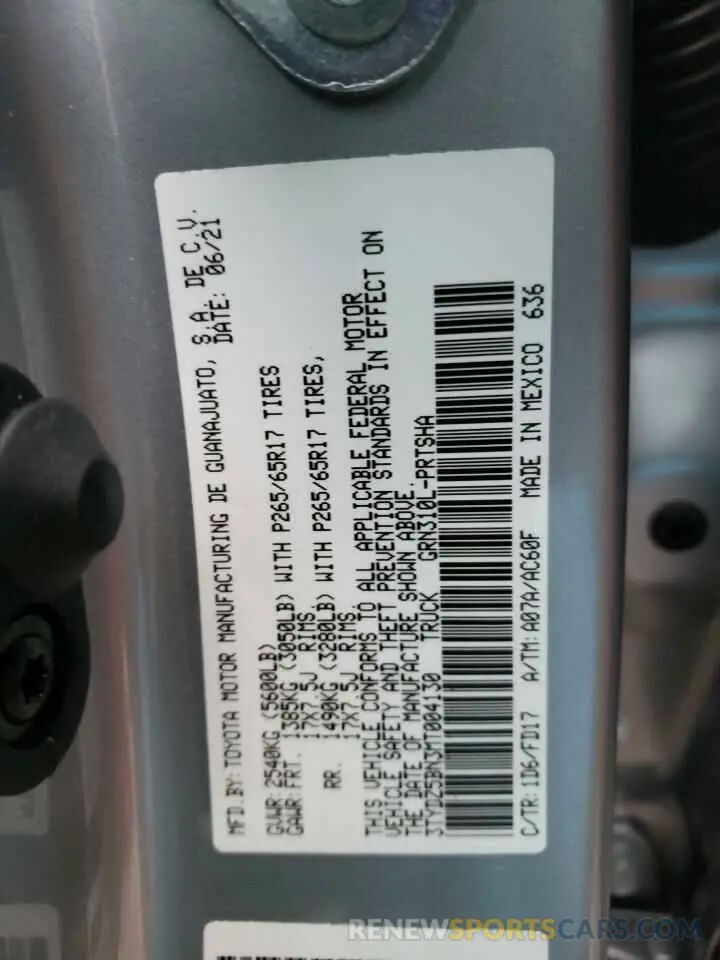 MFD.BY: TOYOTA MOTOR MANUFACTURING DE GUANAJUATO, S.A. DE C.V.
DATE: 06/21
GVWR: 2540KG (5600LB)
GAWR: FRT. 1385KG (3050LB) WITH P265/65R17 TIRES
17X7.5J RIMS.
RR. 1490KG (3280LB) WITH P265/65R17 TIRES,
17X7.5J RIMS
THIS VEHICLE CONFORMS TO ALL APPLICABLE FEDERAL MOTOR
VEHICLE SAFETY AND THEFT PREVENTION STANDARDS IN EFFECT ON
THE DATE OF MANUFACTURE SHOWN ABOVE.
3TYDZ5BN3MT004130 TRUCK GRN310L-PRTSHA
C/TR: 1D6/FD17 A/TM: A07A/AC60F MADE IN MEXICO 636
RENEWSPORTSCARS.COM